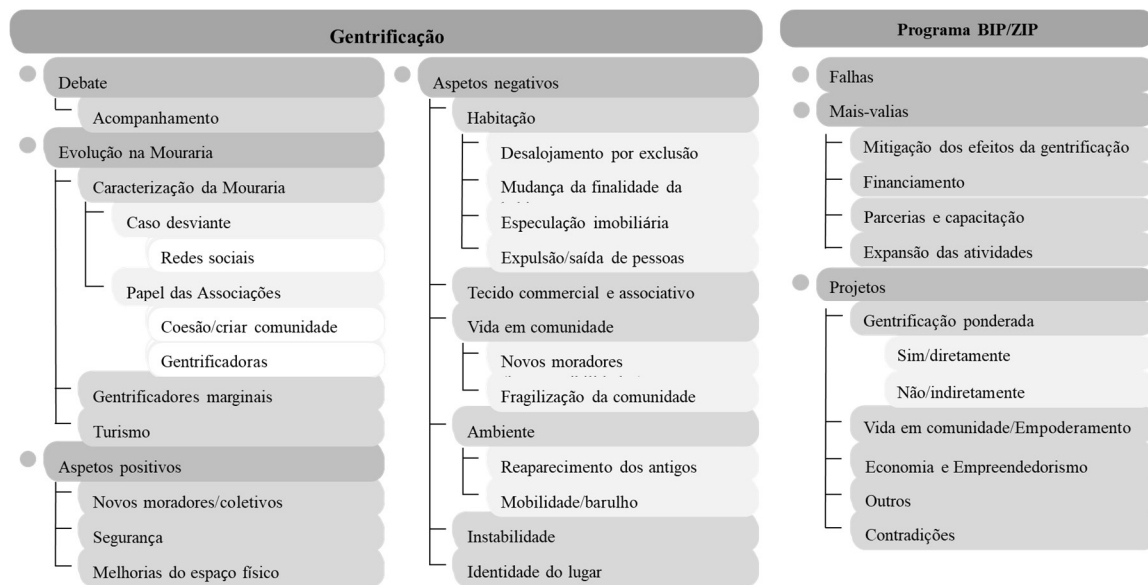 Gentrificação
Debate
Acompanhamento
Evolução na Mouraria
Caracterização da Mouraria
Caso desviante
Redes sociais
Papel das Associações
Coesão/criar comunidade
Gentrificadoras
Gentrificadores marginais
Turismo
Aspetos positivos
Novos moradores/coletivos
Segurança
Melhorias do espaço físico
Aspetos negativos
Habitação
Desalojamento por exclusão
Mudança da finalidade da
Especulação imobiliária
Expulsão/saída de pessoas
Tecido commercial e associativo
Vida em comunidade
Novos moradores
Fragilização da comunidade
Ambiente
Reaparecimento dos antigos
Mobilidade/barulho
Instabilidade
Identidade do lugar
Programa BIP/ZIP
Falhas
Mais-valias
Mitigação dos efeitos da gentrificação
Financiamento
Parcerias e capacitação
Expansão das atividades
Projetos
Gentrificação ponderada
Sim/diretamente
Não/indiretamente
Vida em comunidade/Empoderamento
Economia e Empreendedorismo
Outros
Contradições